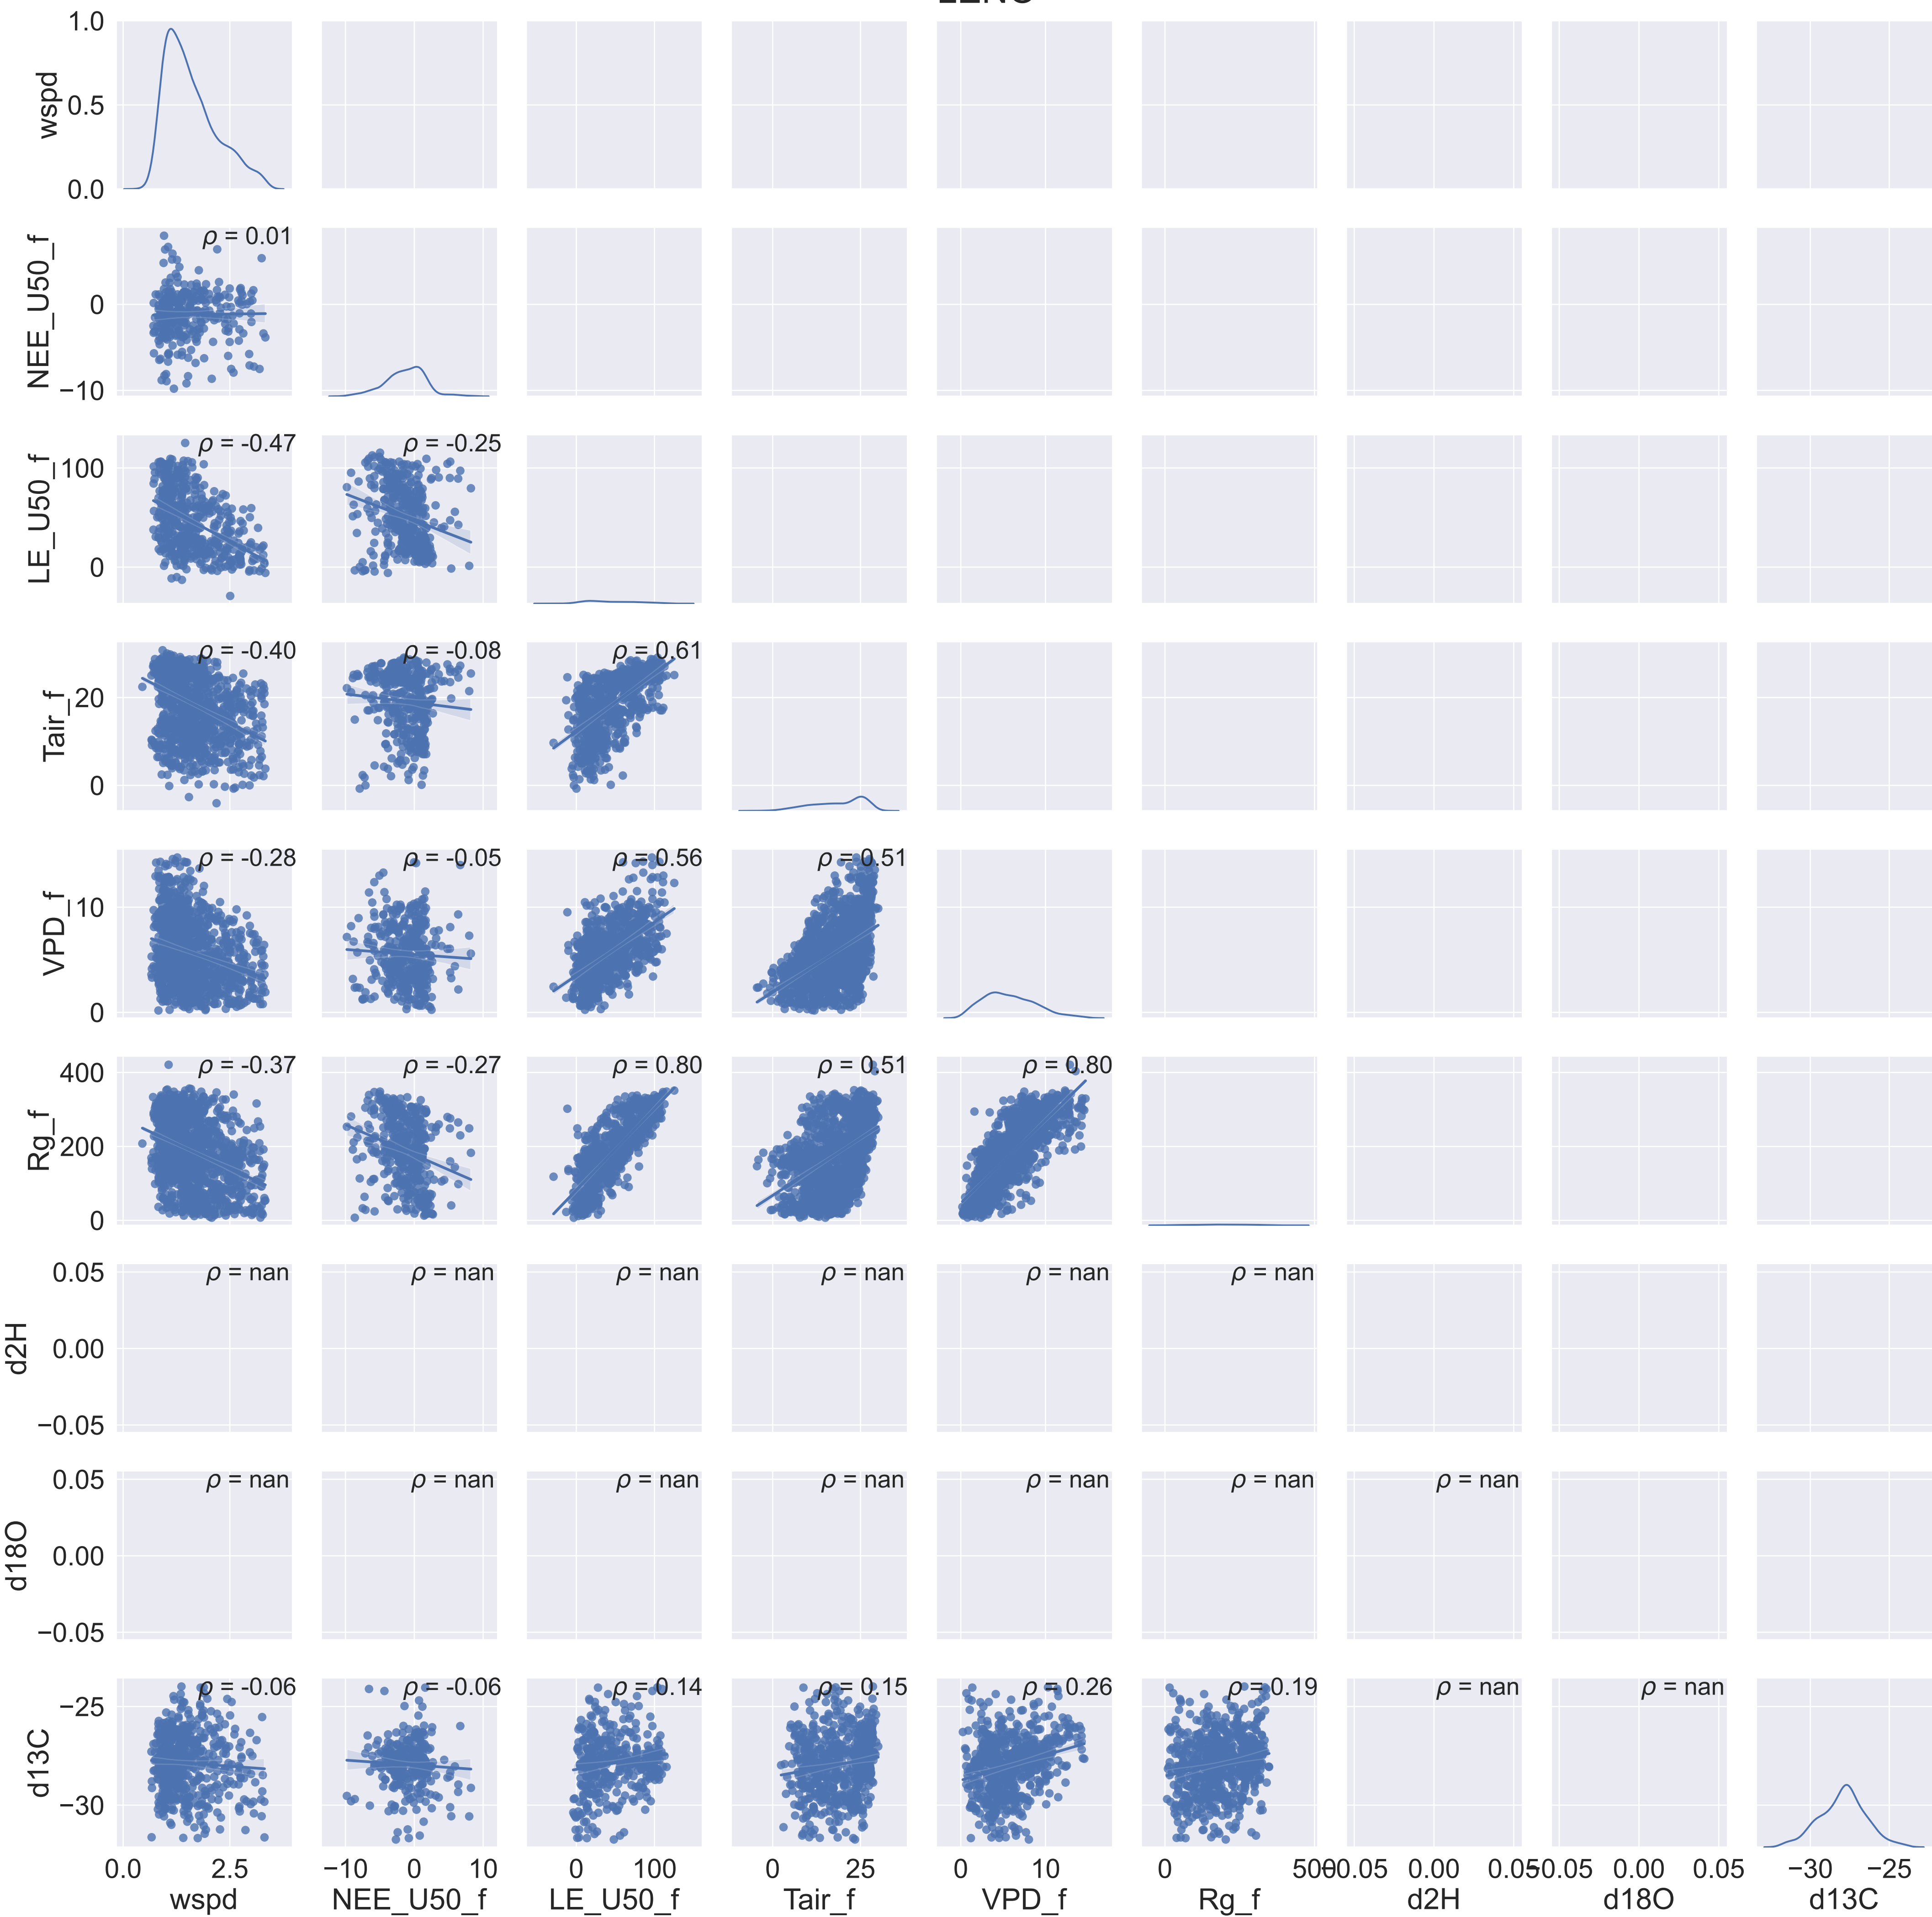 1.0
0.5
0.0
wspd
ρ = 0.01
0
−10
NEE_U50_f
ρ = -0.47
ρ = -0.25
100
0
LE_U50_f
ρ = -0.40
ρ = -0.08
ρ = 0.61
20
0
Tair_f
ρ = -0.28
ρ = -0.05
ρ = 0.56
ρ = 0.51
10
0
VPD_f
ρ = -0.37
ρ = -0.27
ρ = 0.80
ρ = 0.51
ρ = 0.80
400
200
0
Rg_f
ρ = nan
ρ = nan
ρ = nan
ρ = nan
ρ = nan
ρ = nan
0.05
0.00
−0.05
d2H
ρ = nan
ρ = nan
ρ = nan
ρ = nan
ρ = nan
ρ = nan
ρ = nan
0.05
0.00
−0.05
d18O
ρ = -0.06
ρ = -0.06
ρ = 0.14
ρ = 0.15
ρ = 0.26
ρ = 0.19
ρ = nan
ρ = nan
−25
−30
d13C
0.0 2.5
−10 0 10
0 100
0 25
0 10
0 500
−0.05 0.00 0.05
−0.05 0.00 0.05
−30 −25
wspd
NEE_U50_f
LE_U50_f
Tair_f
VPD_f
Rg_f
d2H
d18O
d13C